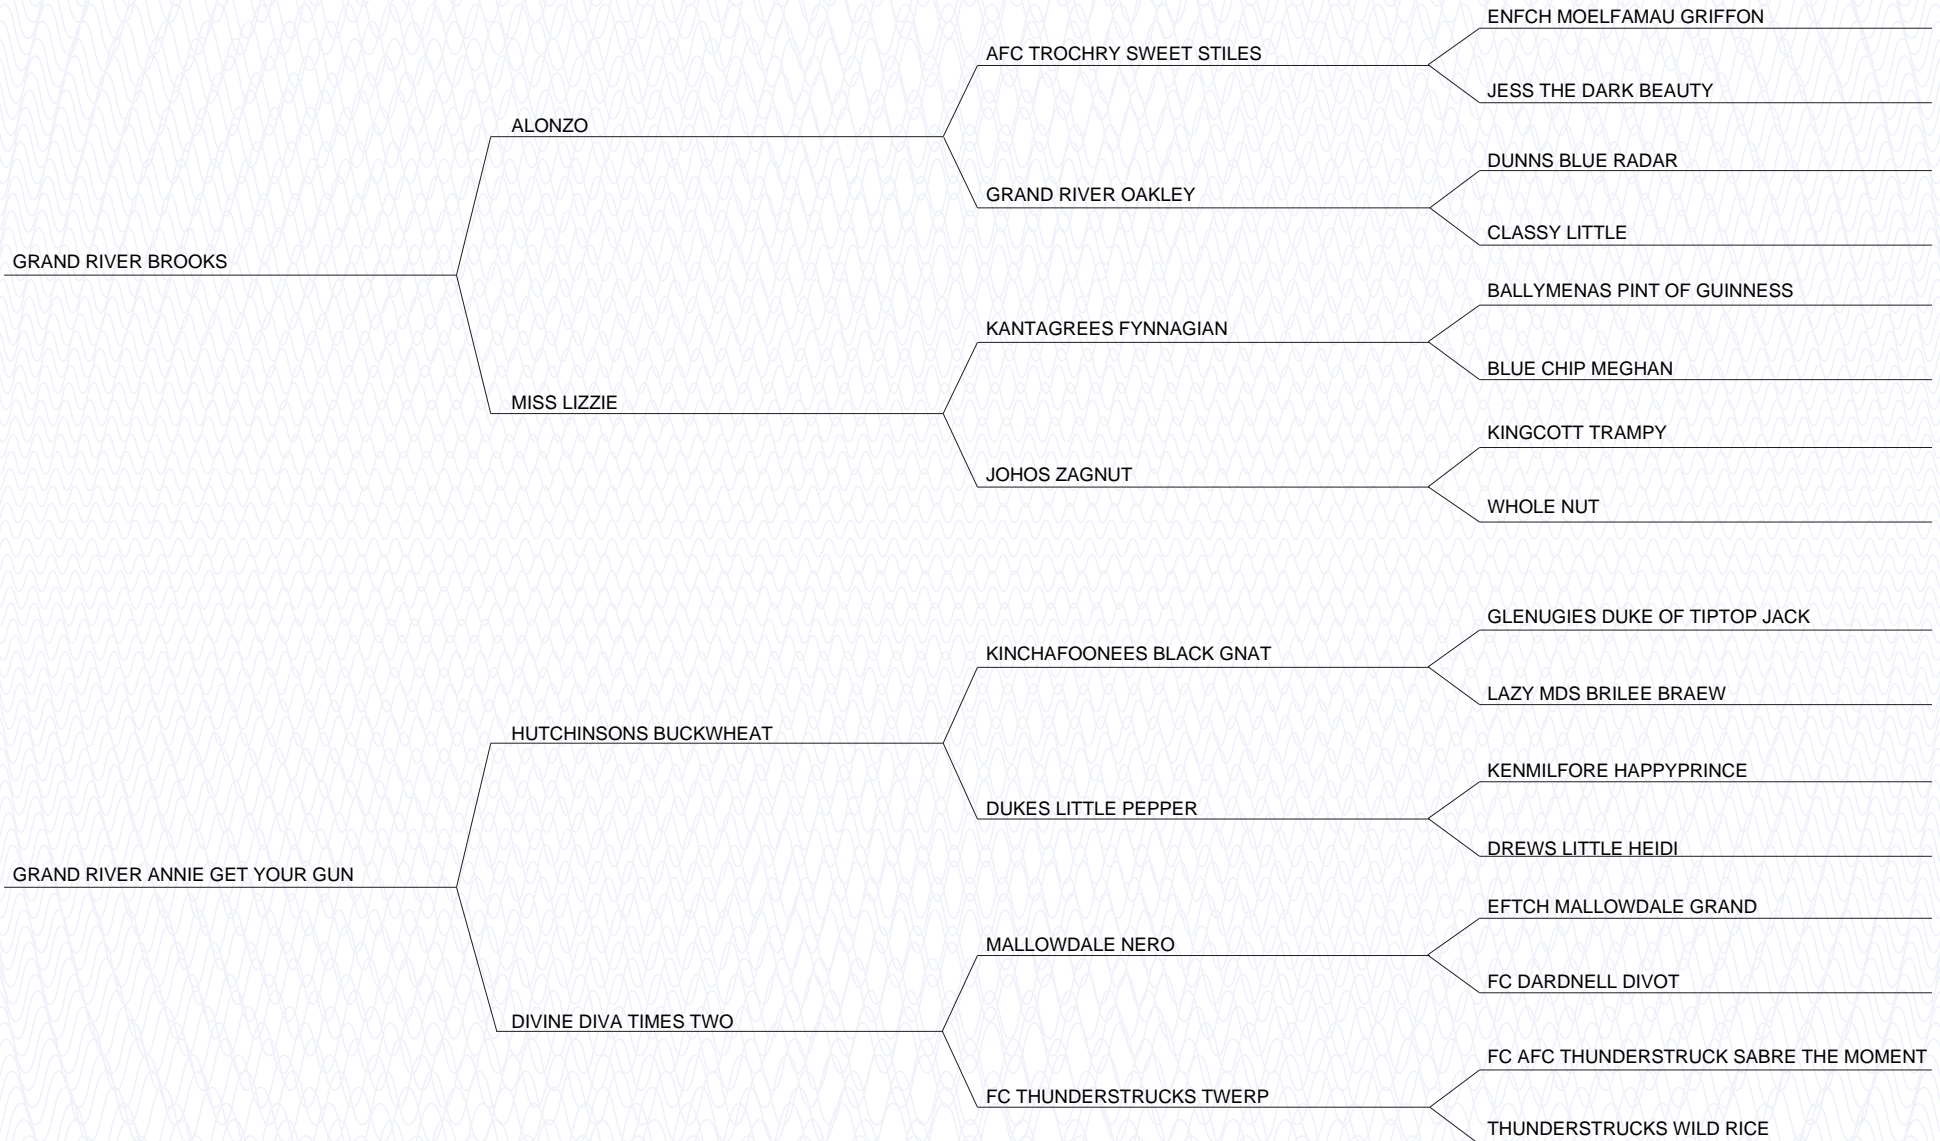 ENFCH MOELFAMAU GRIFFON
AFC TROCHRY SWEET STILES
JESS THE DARK BEAUTY
ALONZO
DUNNS BLUE RADAR
GRAND RIVER OAKLEY
CLASSY LITTLE
GRAND RIVER BROOKS
BALLYMENAS PINT OF GUINNESS
KANTAGREES FYNNAGIAN
BLUE CHIP MEGHAN
MISS LIZZIE
KINGCOTT TRAMPY
JOHOS ZAGNUT
WHOLE NUT
GLENUGIES DUKE OF TIPTOP JACK
KINCHAFOONEES BLACK GNAT
LAZY MDS BRILEE BRAEW
HUTCHINSONS BUCKWHEAT
KENMILFORE HAPPYPRINCE
DUKES LITTLE PEPPER
DREWS LITTLE HEIDI
GRAND RIVER ANNIE GET YOUR GUN
EFTCH MALLOWDALE GRAND
MALLOWDALE NERO
FC DARDNELL DIVOT
DIVINE DIVA TIMES TWO
FC AFC THUNDERSTRUCK SABRE THE MOMENT
FC THUNDERSTRUCKS TWERP
THUNDERSTRUCKS WILD RICE